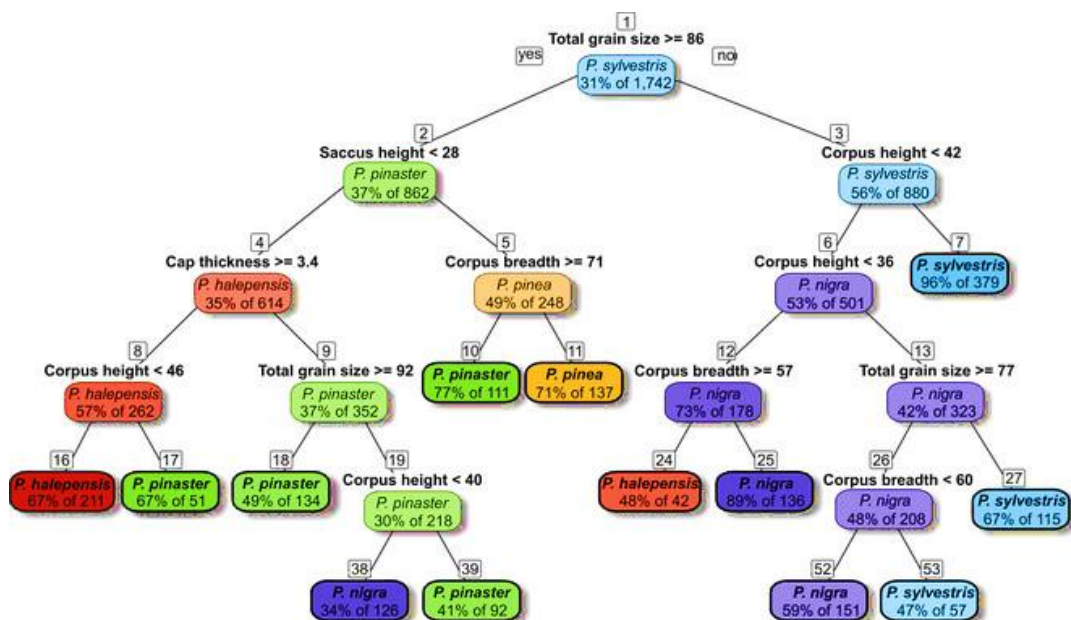 1
Total grain size >= 86
yes
no
P. sylvestris
31% of 1,742
2
3
Saccus height < 28
Corpus height < 42
P. pinaster
37% of 862
P. sylvestris
56% of 880
4
5
6
7
Cap thickness >= 3.4
Corpus breadth >= 71
Corpus height < 36
P. sylvestris
96% of 379
P. halepensis
35% of 614
P. pinea
49% of 248
P. nigra
53% of 501
8
9
10
11
12
13
Corpus height < 46
Total grain size >= 92
P. pinaster
77% of 111
P. pinea
71% of 137
Corpus breadth >= 57
Total grain size >= 77
P. halepensis
57% of 262
P. pinaster
37% of 352
P. nigra
73% of 178
P. nigra
42% of 323
16
17
18
19
24
25
26
27
Corpus height < 40
Corpus breadth < 60
P. halepensis
67% of 211
P. pinaster
67% of 51
P. pinaster
49% of 134
P. pinaster
30% of 218
P. halepensis
48% of 42
P. nigra
89% of 136
P. nigra
48% of 208
P. sylvestris
67% of 115
38
39
52
53
P. nigra
34% of 126
P. pinaster
41% of 92
P. nigra
59% of 151
P. sylvestris
47% of 57